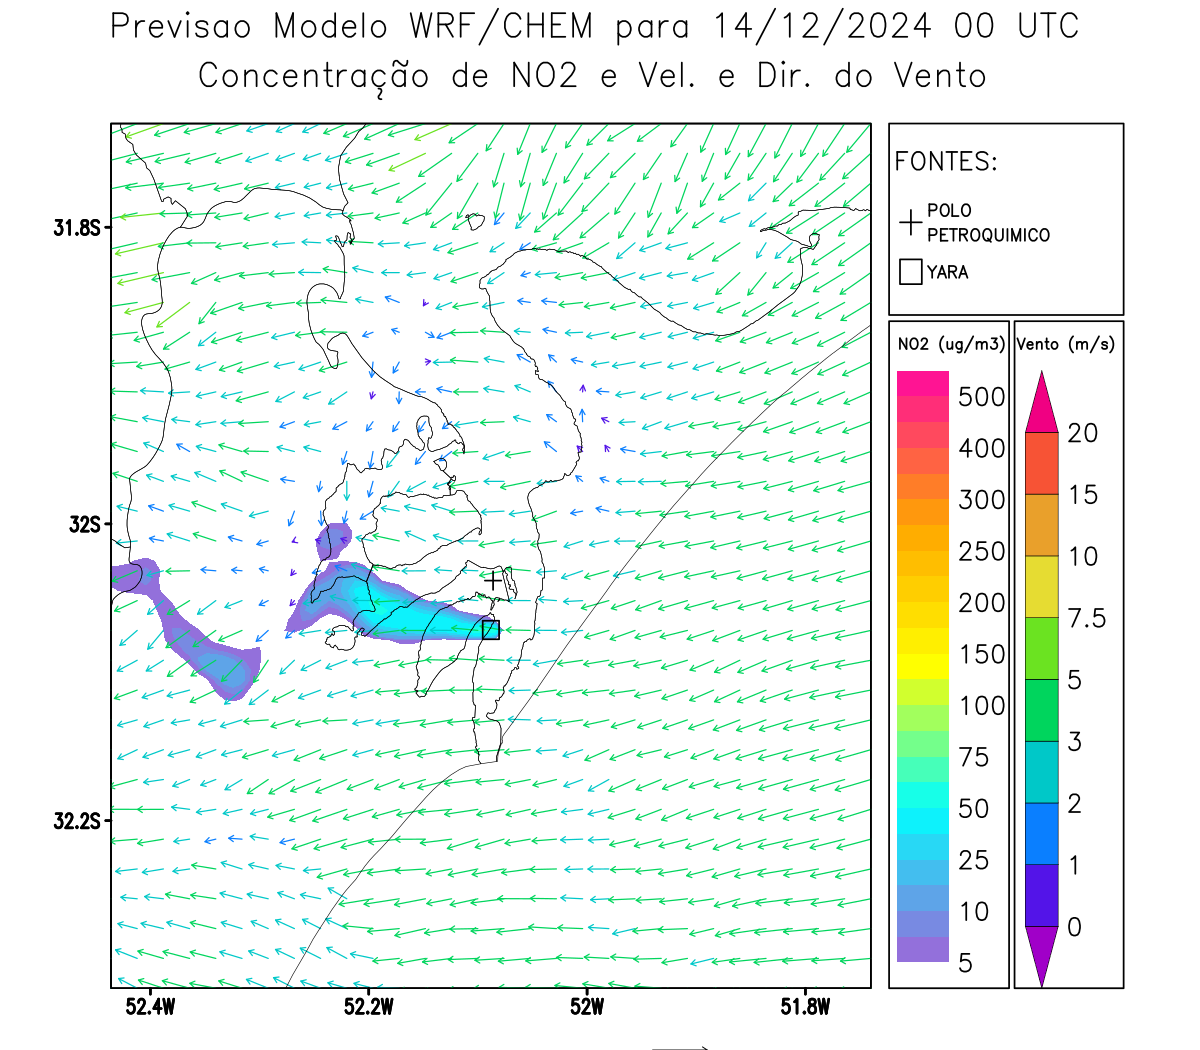 Previsao Modelo WRF/CHEM para 14/12/2024 00 UTC
Concentração de NO2 e Vel. e Dir. do Vento
FONTES:
POLO
PETROQUIMICO
YARA
31.8S
32S
32.2S
52.4W
52.2W
52W
51.8W
NO2 (ug/m3)
500
400
300
250
200
150
100
75
50
25
10
5
Vento (m/s)
20
15
10
7.5
5
3
2
1
0